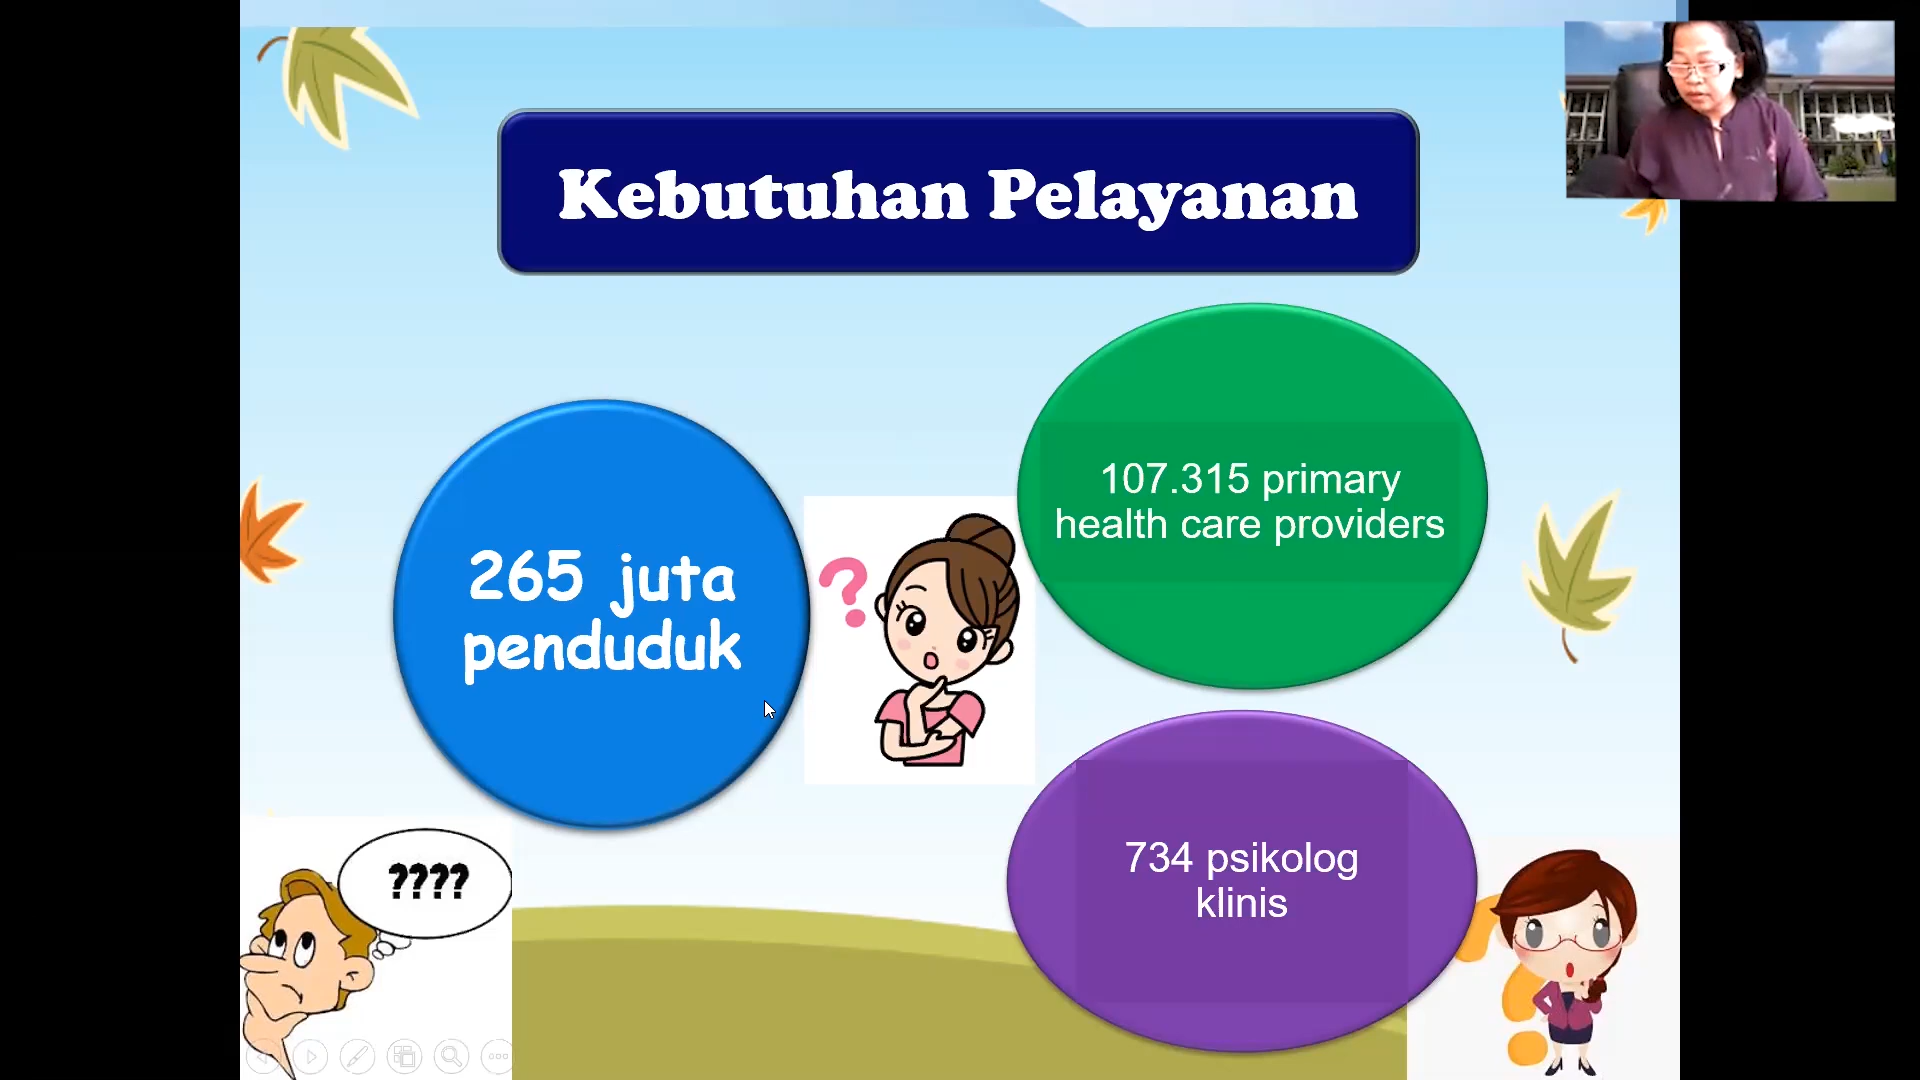 Kebutuhan Pelayanan
265 juta
penduduk
?
107.315 primary
health care providers
734 psikolog
klinis
????